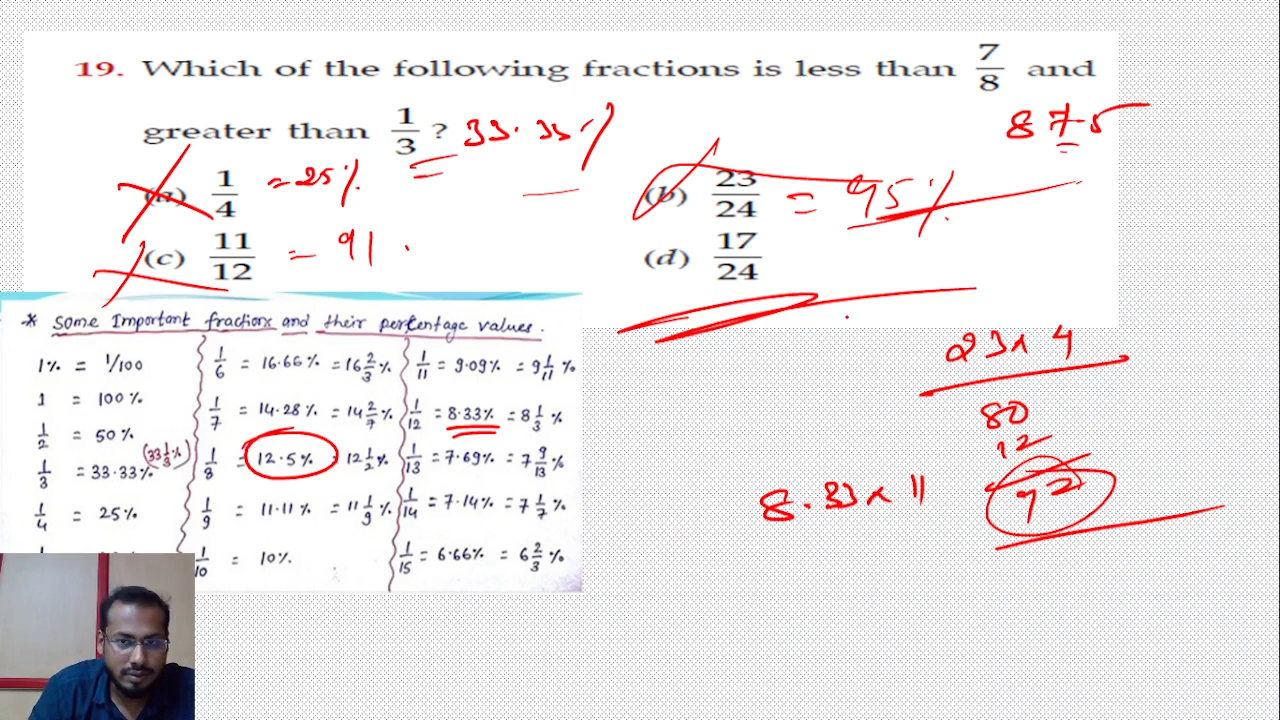 19. Which of the following fractions is less than 7/8 and
87.5
greater than 1/3 ? 33.33%
(a) 1/4 = 25% (b) 23/24 = 95%
(c) 11/12 = 91 (d) 17/24
* Some Important fractions and their percentage values.
1% = 1/100
1 = 100%
1/2 = 50%
1/3 = 33.33% (33 1/3 %)
1/4 = 25%
1/6 = 16.66% = 16 2/3 %
1/7 = 14.28% = 14 2/7 %
1/8 = 12.5% = 12 1/2 %
1/9 = 11.11% = 11 1/9 %
1/10 = 10%.
1/11 = 9.09% = 9 1/11 %
1/12 = 8.33% = 8 1/3 %
1/13 = 7.69% = 7 9/13 %
1/14 = 7.14% = 7 1/7 %
1/15 = 6.66% = 6 2/3 %
23 x 4
80
12
92
8.33 x 11